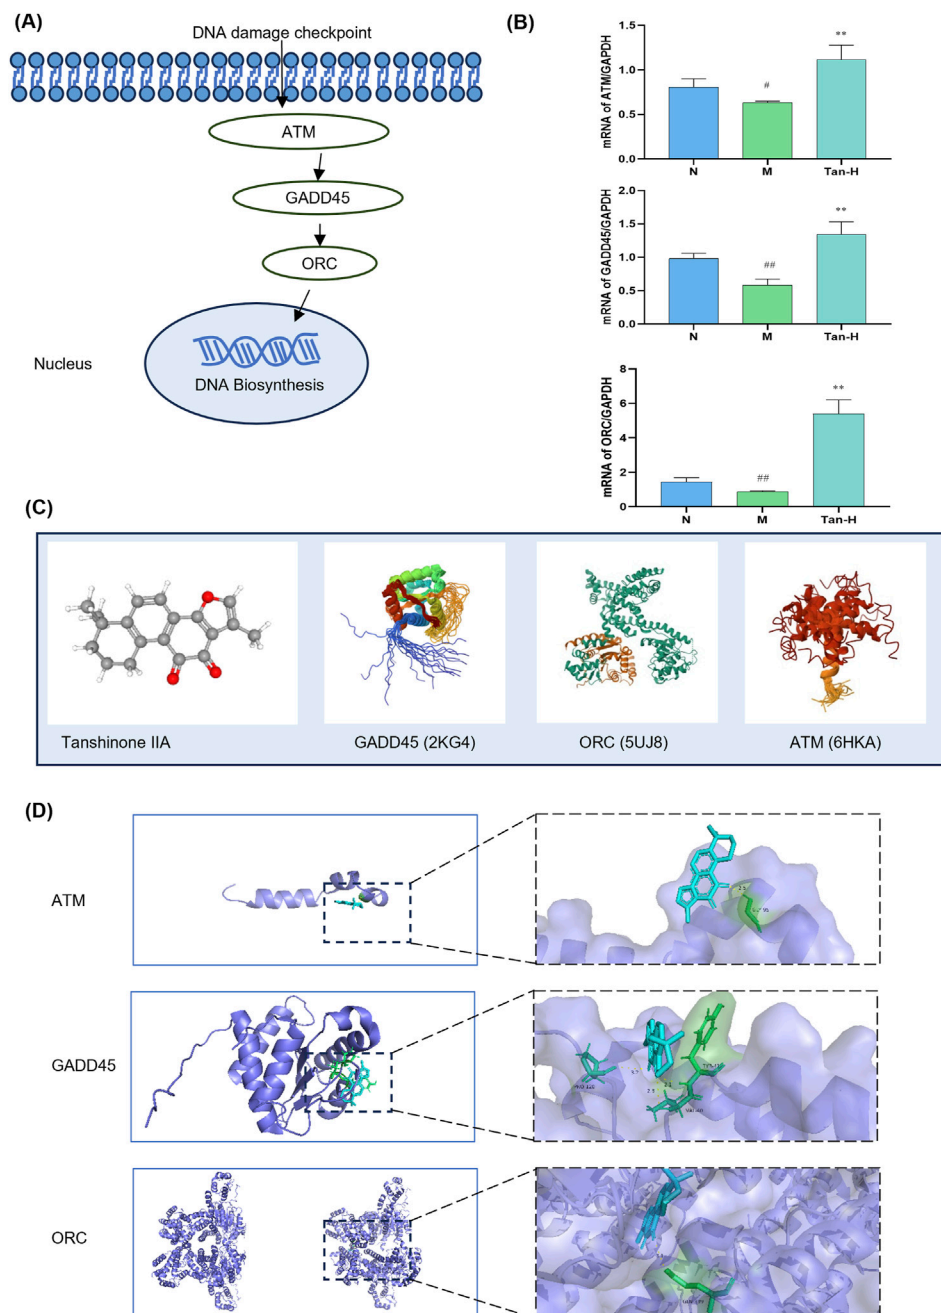 (A)
DNA damage checkpoint
ATM
GADD45
ORC
Nucleus
DNA Biosynthesis
(B)
mRNA of ATM/GAPDH
1.5
1.0
0.5
0.0
#
**
N M Tan-H
mRNA of GADD45/GAPDH
2.0
1.5
1.0
0.5
0.0
##
**
N M Tan-H
mRNA of ORC/GAPDH
8
6
4
2
0
##
**
N M Tan-H
(C)
Tanshinone IIA
GADD45 (2KG4)
ORC (5UJ8)
ATM (6HKA)
(D)
ATM
2.5
GADD45
ORC